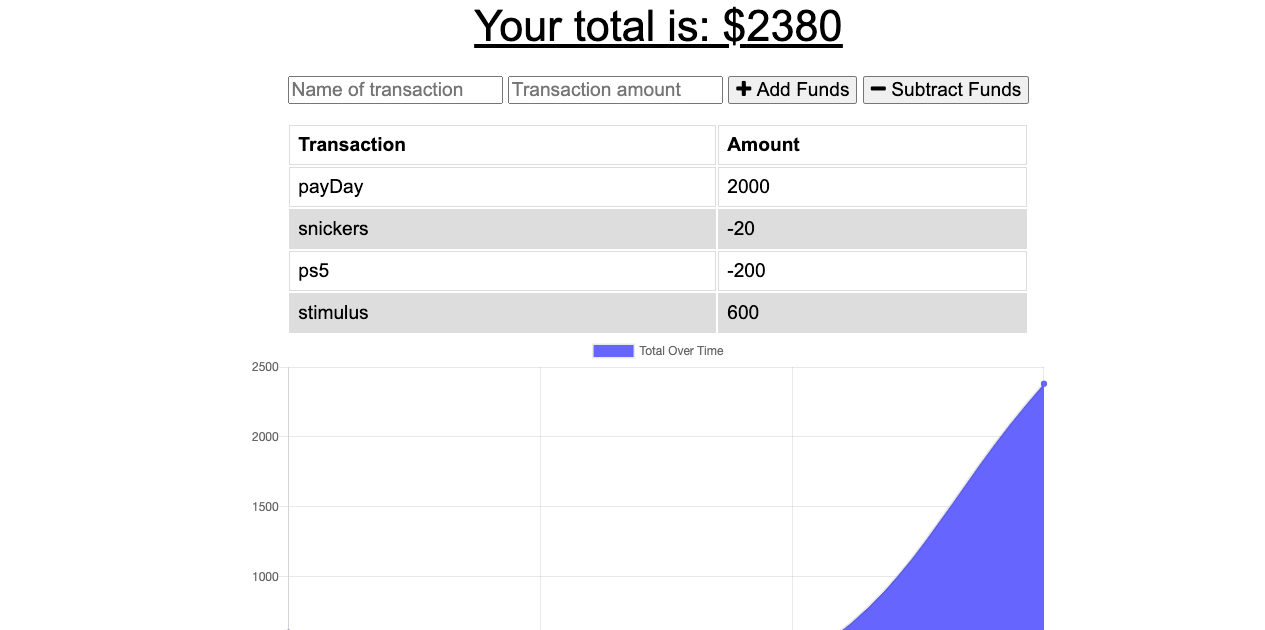 Your total is: $2380
Name of transaction Transaction amount + Add Funds − Subtract Funds
Transaction Amount
payDay 2000
snickers -20
ps5 -200
stimulus 600
Total Over Time
2500
2000
1500
1000